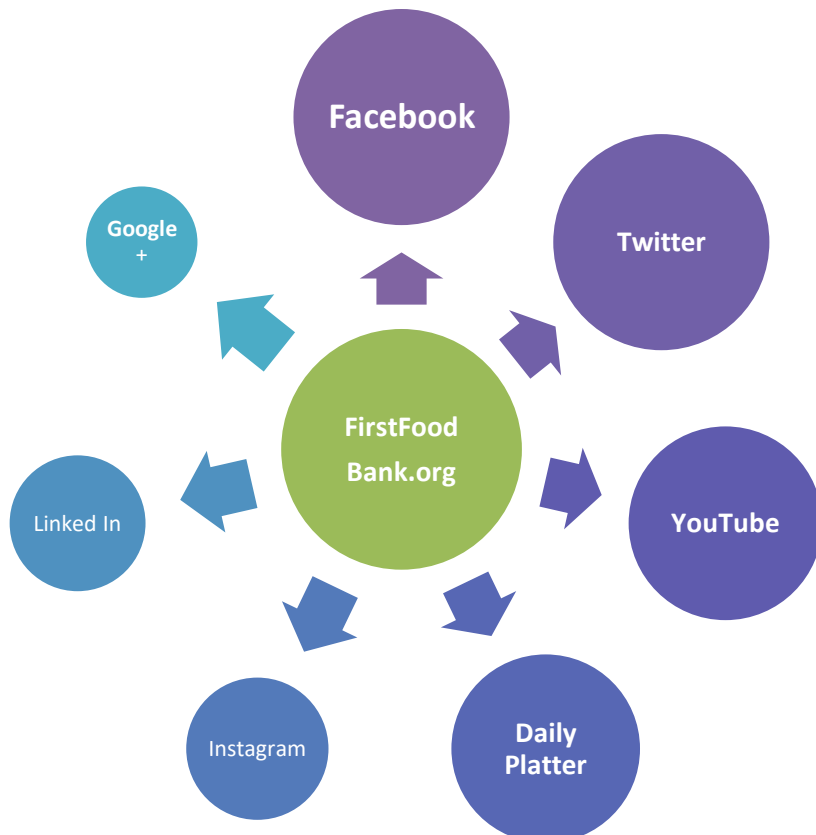 Facebook
Twitter
YouTube
Daily
Platter
Instagram
Linked In
Google
+
FirstFood
Bank.org